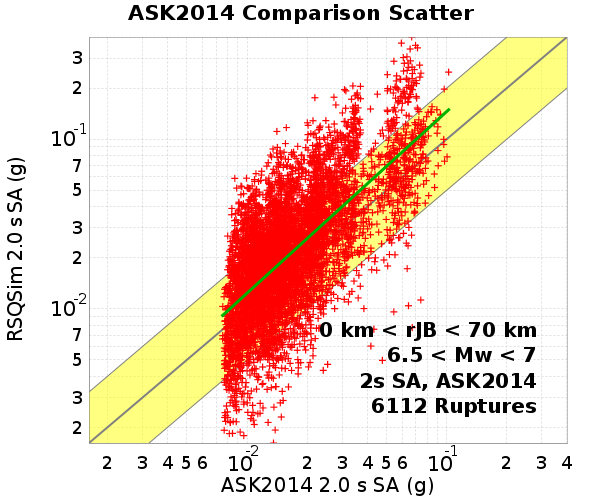 ASK2014 Comparison Scatter
RSQSim 2.0 s SA (g)
3
2
10^-1
7
5
3
2
10^-2
7
5
3
2
0 km < rJB < 70 km
6.5 < Mw < 7
2s SA, ASK2014
6112 Ruptures
2 3 4 5 6 10^-2 2 3 4 5 6 10^-1 2 3 4
ASK2014 2.0 s SA (g)